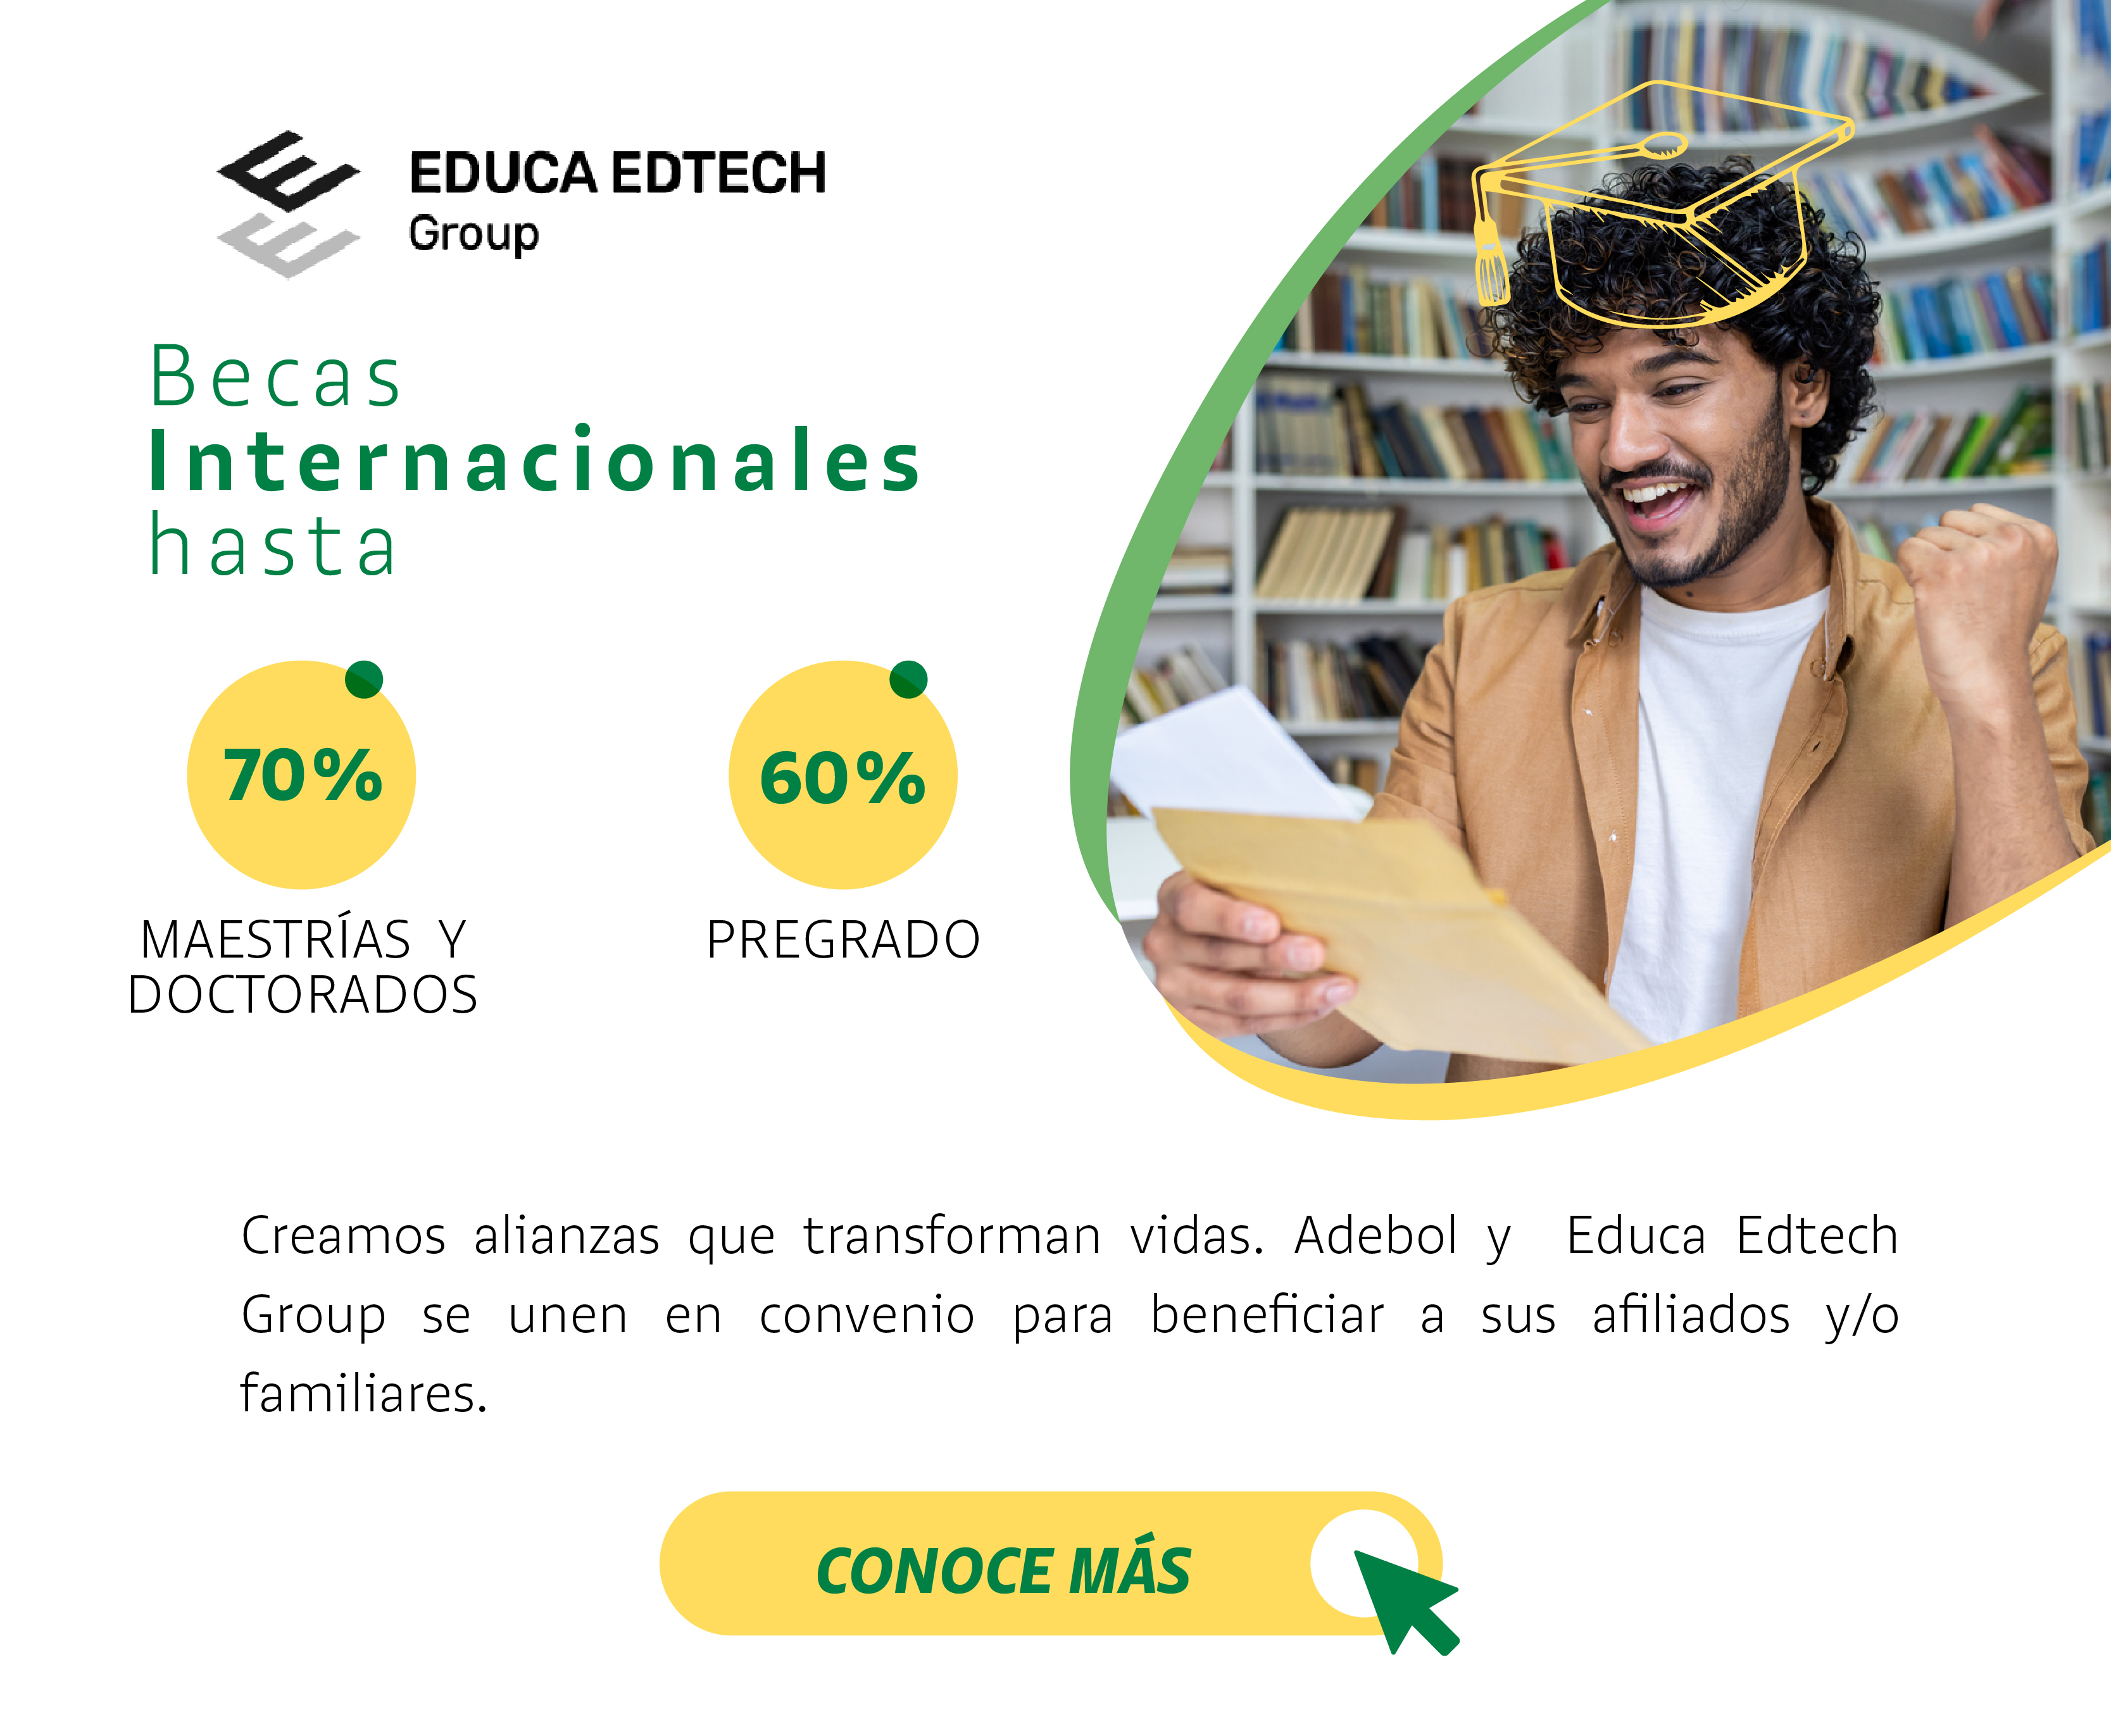 EDUCA EDTECH
Group
Becas
Internacionales
hasta
70%
60%
MAESTRÍAS Y
DOCTORADOS
PREGRADO
Creamos alianzas que transforman vidas. Adebol y Educa Edtech
Group se unen en convenio para beneficiar a sus afiliados y/o
familiares.
CONOCE MÁS